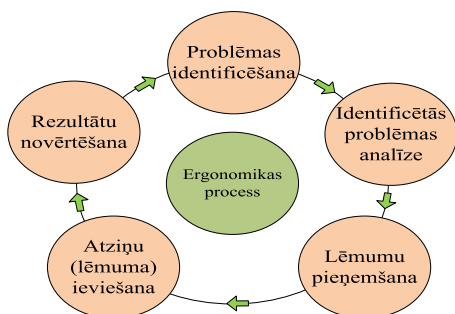 Problēmas
identificēšana
Identificētās
problēmas
analīze
Lēmumu
pieņemšana
Atziņu
(lēmuma)
ieviešana
Rezultātu
novērtēšana
Ergonomikas
process